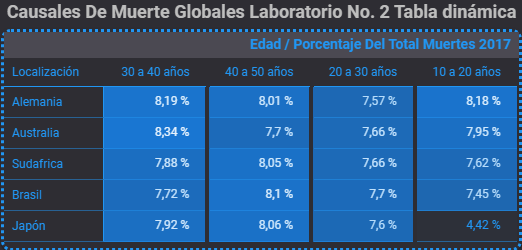 Causales De Muerte Globales Laboratorio No. 2 Tabla dinámica
Edad / Porcentaje Del Total Muertes 2017
Localización 30 a 40 años 40 a 50 años 20 a 30 años 10 a 20 años
Alemania 8,19 % 8,01 % 7,57 % 8,18 %
Australia 8,34 % 7,7 % 7,66 % 7,95 %
Sudafrica 7,88 % 8,05 % 7,66 % 7,62 %
Brasil 7,72 % 8,1 % 7,7 % 7,45 %
Japón 7,92 % 8,06 % 7,6 % 4,42 %